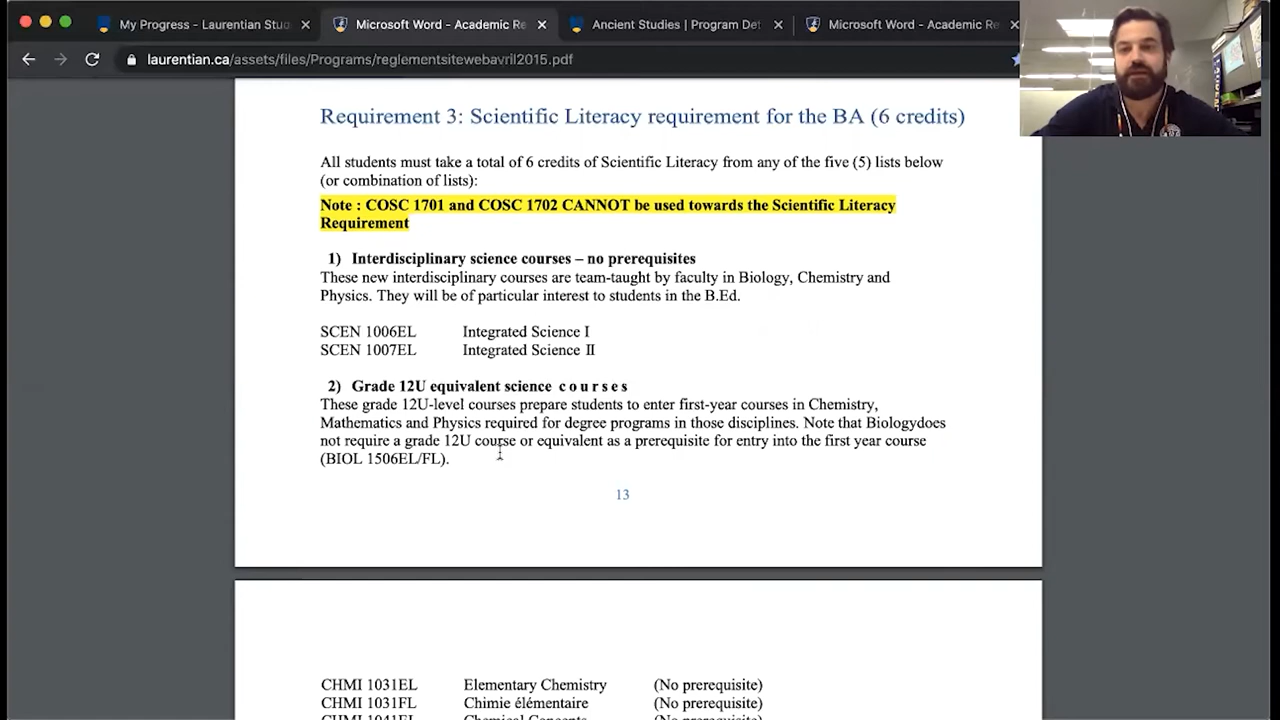 My Progress - Laurentian Stu
Microsoft Word - Academic Re
Ancient Studies | Program Det
Microsoft Word - Academic Re
laurentian.ca/assets/files/Programs/reglementsitewebavril2015.pdf
Requirement 3: Scientific Literacy requirement for the BA (6 credits)
All students must take a total of 6 credits of Scientific Literacy from any of the five (5) lists below
(or combination of lists):
Note : COSC 1701 and COSC 1702 CANNOT be used towards the Scientific Literacy
Requirement
1) Interdisciplinary science courses – no prerequisites
These new interdisciplinary courses are team-taught by faculty in Biology, Chemistry and
Physics. They will be of particular interest to students in the B.Ed.
SCEN 1006EL Integrated Science I
SCEN 1007EL Integrated Science II
2) Grade 12U equivalent science c o u r s e s
These grade 12U-level courses prepare students to enter first-year courses in Chemistry,
Mathematics and Physics required for degree programs in those disciplines. Note that Biologydoes
not require a grade 12U course or equivalent as a prerequisite for entry into the first year course
(BIOL 1506EL/FL).
13
CHMI 1031EL Elementary Chemistry (No prerequisite)
CHMI 1031FL Chimie élémentaire (No prerequisite)
CHMI 1041EL Chemical Concepts (No prerequisite)